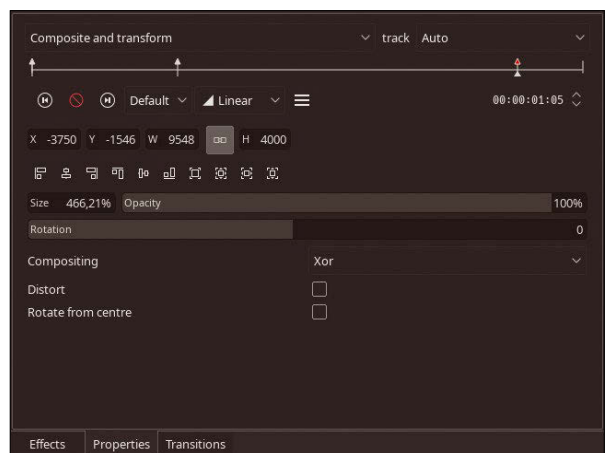 Composite and transform track Auto
Default Linear 00:00:01:05
X -3750 Y -1546 W 9548 H 4000
Size 466,21% Opacity 100%
Rotation 0
Compositing Xor
Distort
Rotate from centre
Effects Properties Transitions